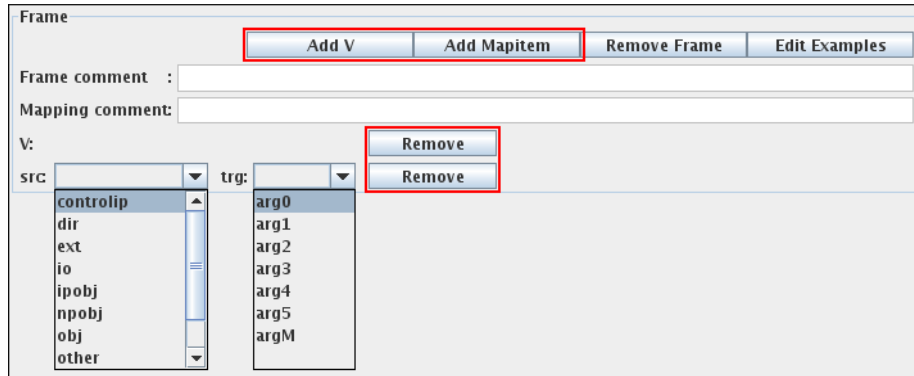 Frame
Add V Add Mapitem Remove Frame Edit Examples
Frame comment :
Mapping comment:
V: Remove
src: trg: Remove
controlip arg0
dir arg1
ext arg2
io arg3
ipobj arg4
npobj arg5
obj argM
other